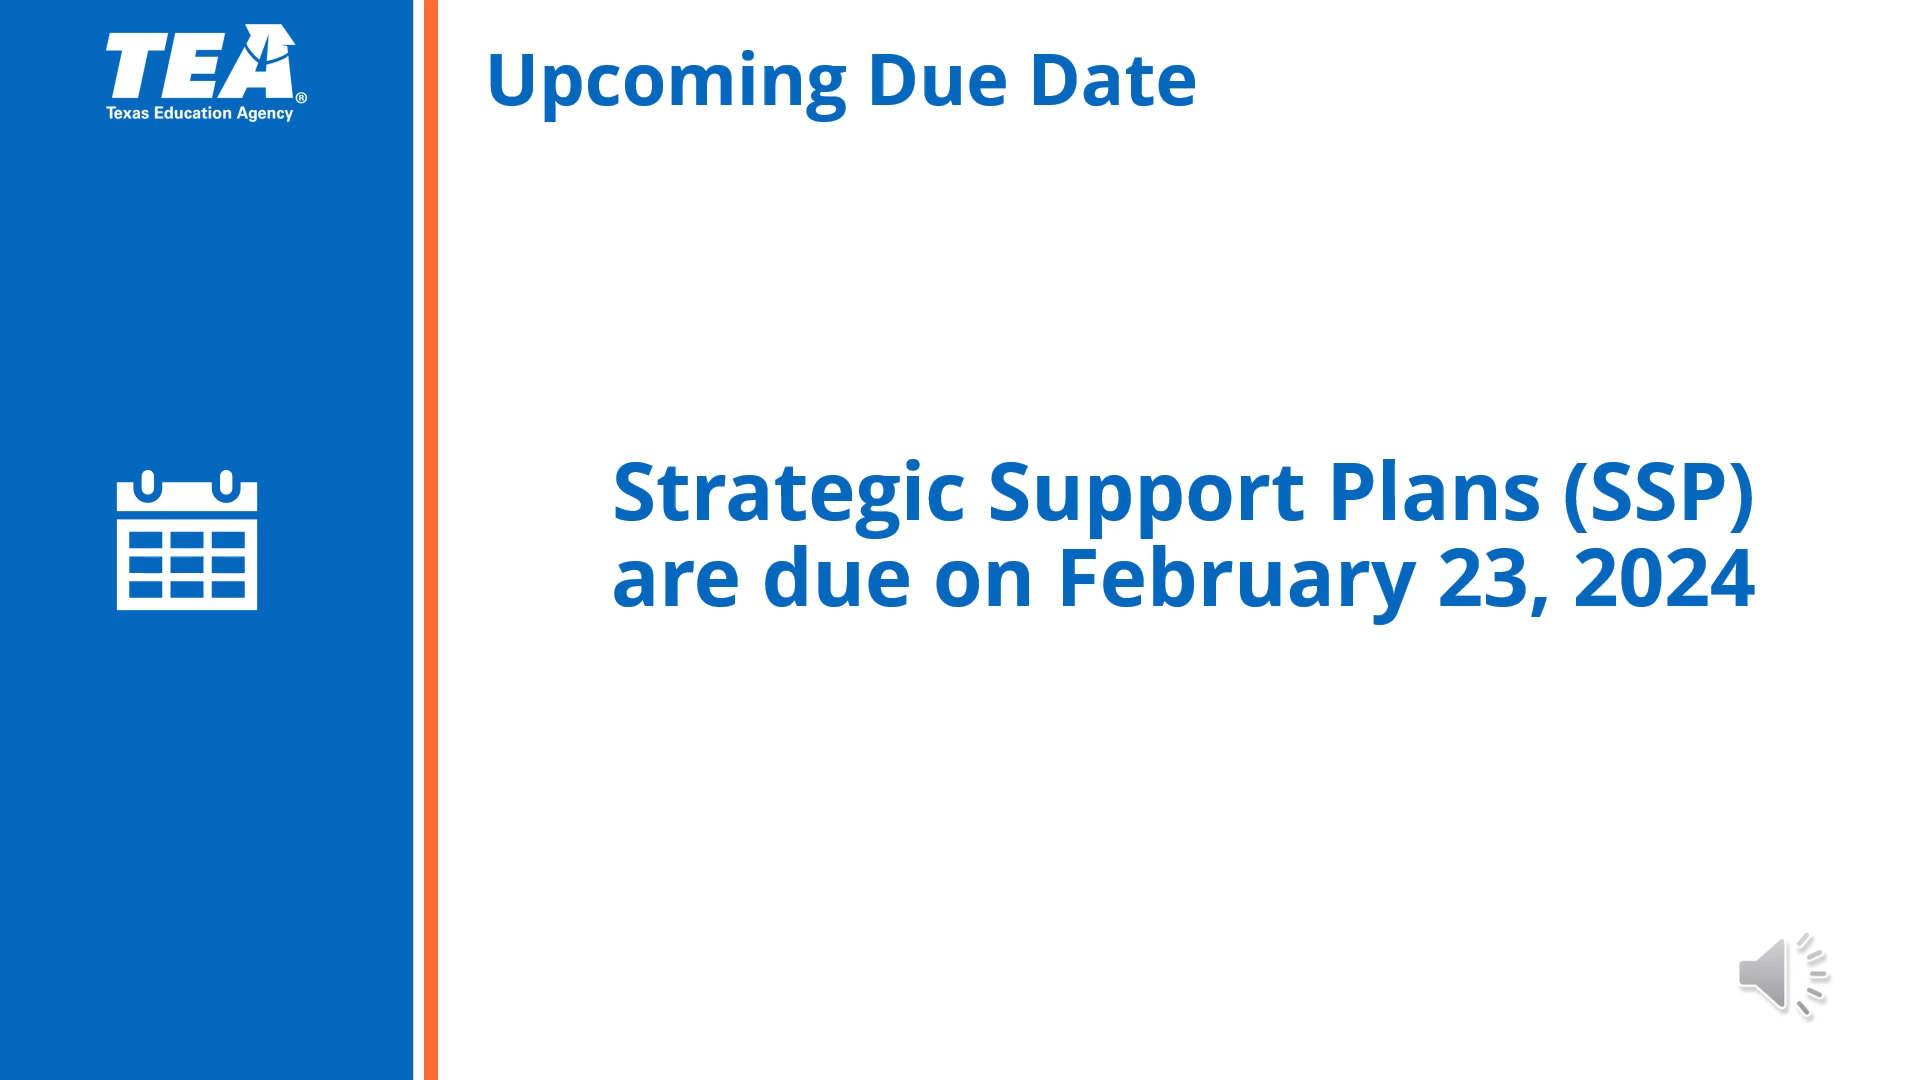 TEA®
Texas Education Agency
Upcoming Due Date
Strategic Support Plans (SSP)
are due on February 23, 2024